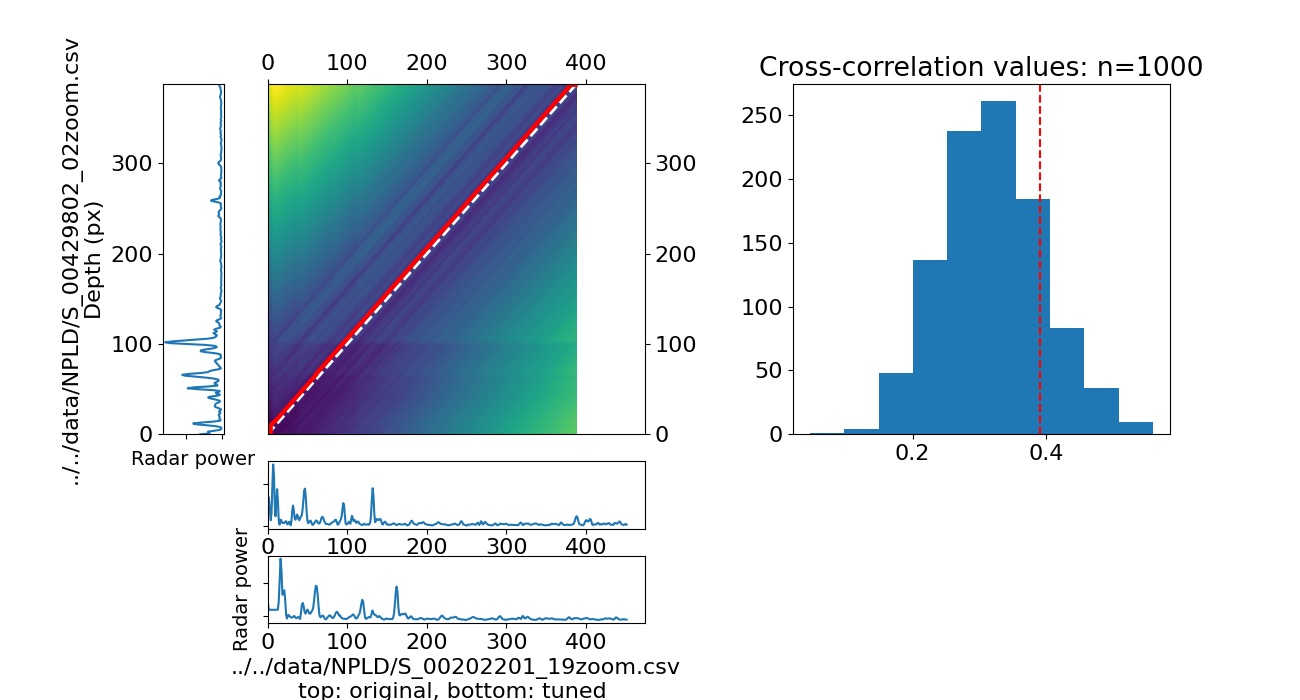 0 100 200 300 400
Cross-correlation values: n=1000
../../data/NPLD/S_00429802_02zoom.csv
Depth (px)
300
200
100
0
300
200
100
0
250
200
150
100
50
0
0.2 0.4
Radar power
0 100 200 300 400
Radar power
0 100 200 300 400
../../data/NPLD/S_00202201_19zoom.csv
top: original, bottom: tuned